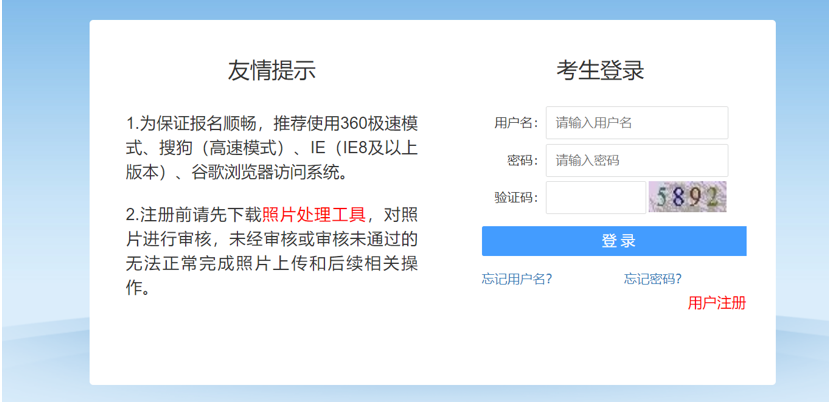 友情提示
1.为保证报名顺畅，推荐使用360极速模
式、搜狗（高速模式）、IE（IE8及以上
版本）、谷歌浏览器访问系统。
2.注册前请先下载照片处理工具，对照
片进行审核，未经审核或审核未通过的
无法正常完成照片上传和后续相关操
作。
考生登录
用户名： 请输入用户名
密码： 请输入密码
验证码： 5892
登 录
忘记用户名？ 忘记密码？
用户注册